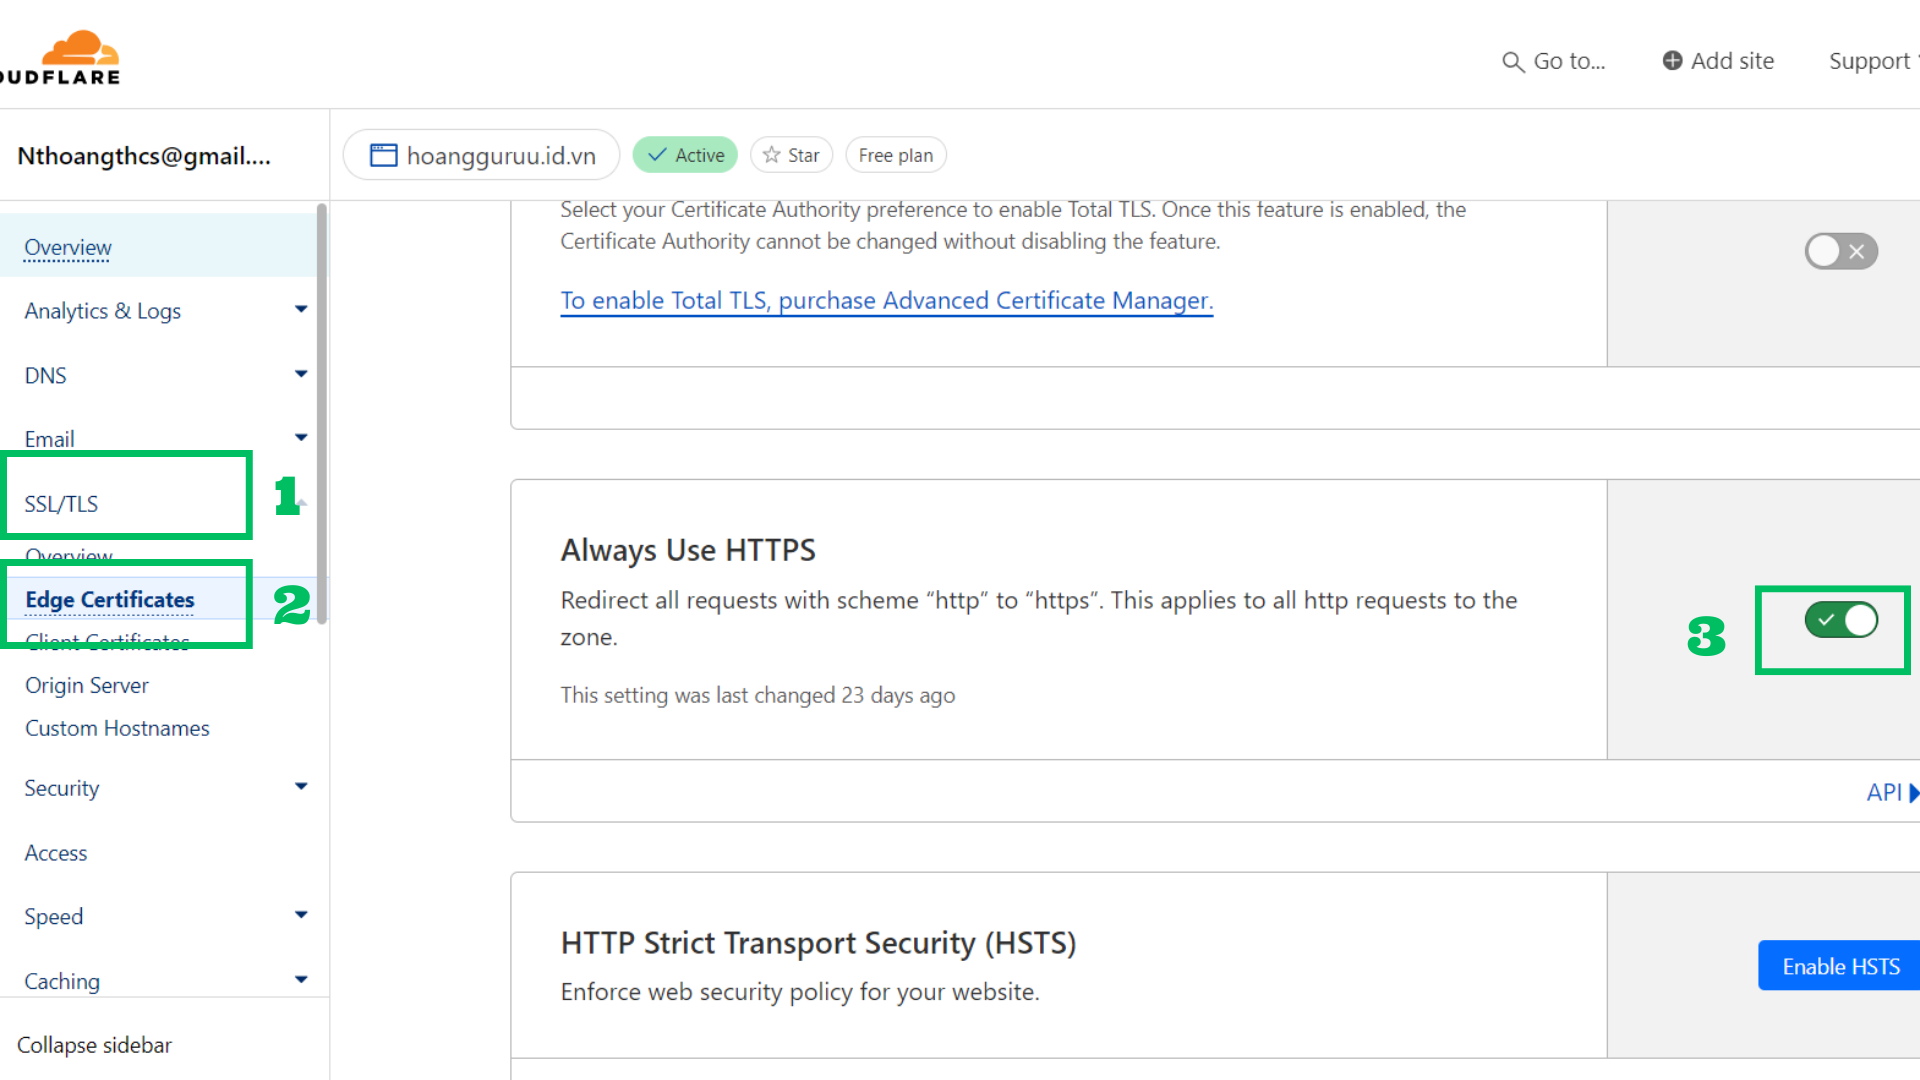 OUDFLARE
Go to...
Add site
Support
Nthoangthcs@gmail....
hoangguruu.id.vn
Active
Star
Free plan
Overview
Analytics & Logs
DNS
Email
SSL/TLS
1
Overview
Edge Certificates
2
Client Certificates
Origin Server
Custom Hostnames
Security
Access
Speed
Caching
Collapse sidebar
Select your Certificate Authority preference to enable Total TLS. Once this feature is enabled, the
Certificate Authority cannot be changed without disabling the feature.
To enable Total TLS, purchase Advanced Certificate Manager.
Always Use HTTPS
Redirect all requests with scheme “http” to “https”. This applies to all http requests to the
zone.
3
This setting was last changed 23 days ago
API
HTTP Strict Transport Security (HSTS)
Enforce web security policy for your website.
Enable HSTS